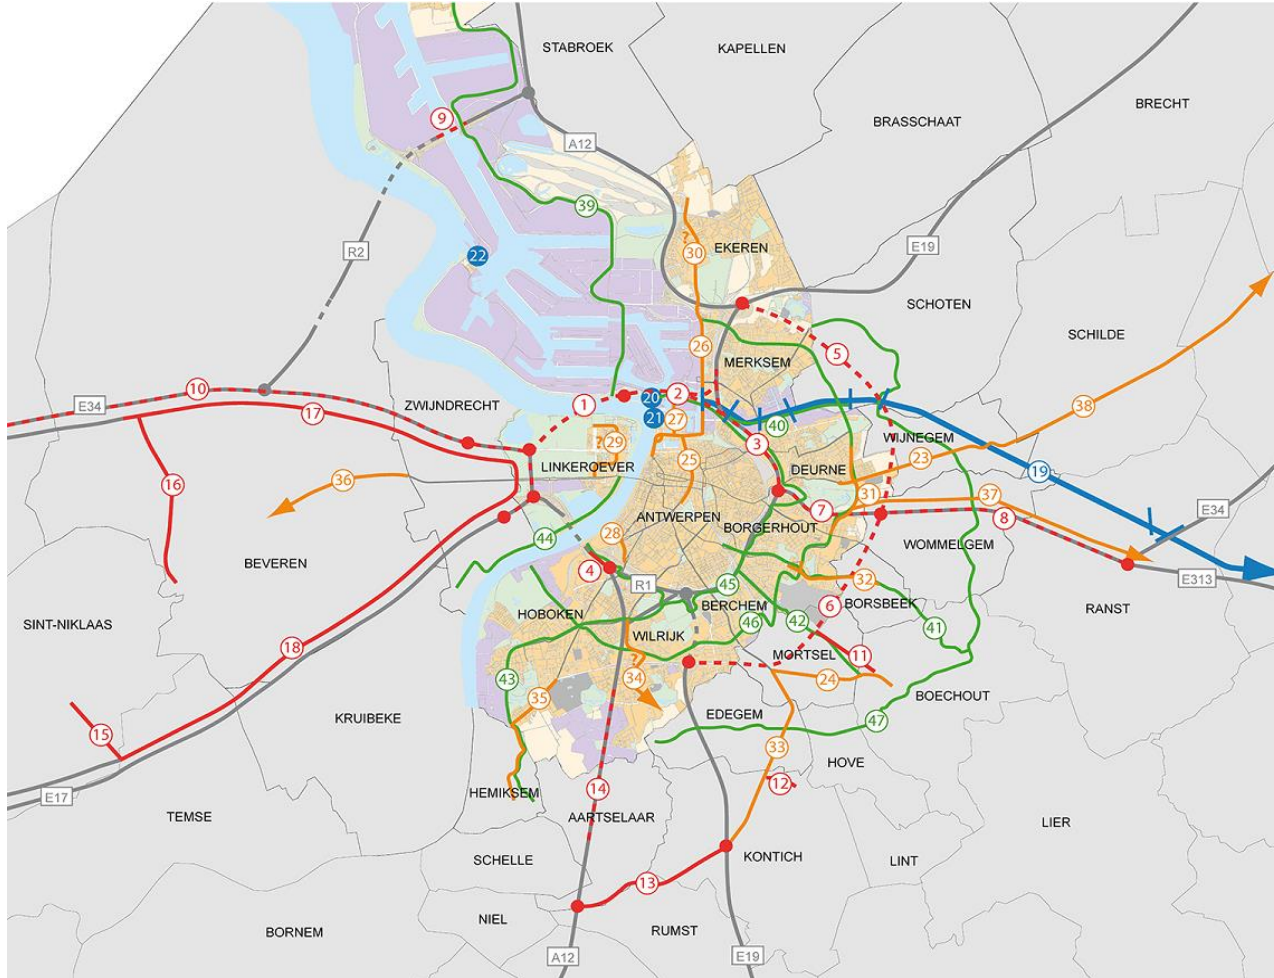 STABROEK
KAPELLEN
BRECHT
9
BRASSCHAAT
A12
39
R2
22
?
30
EKEREN
E19
SCHOTEN
SCHILDE
26
5
MERKSEM
10
E34
17
ZWIJNDRECHT
1
20
2
21
27
38
40
?
29
3
WIJNEGEM
25
23
19
LINKEROEVER
DEURNE
16
36
31
37
7
8
E34
ANTWERPEN
BORGERHOUT
28
44
WOMMELGEM
BEVEREN
4
R1
45
32
E313
HOBOKEN
BERCHEM
6
BORSBEEK
RANST
SINT-NIKLAAS
WILRIJK
46
42
41
18
?
MORTSEL
11
43
34
24
35
BOECHOUT
KRUIBEKE
EDEGEM
47
15
33
HOVE
E17
HEMIKSEM
14
12
TEMSE
AARTSELAAR
LIER
SCHELLE
KONTICH
LINT
13
NIEL
BORNEM
RUMST
A12
E19